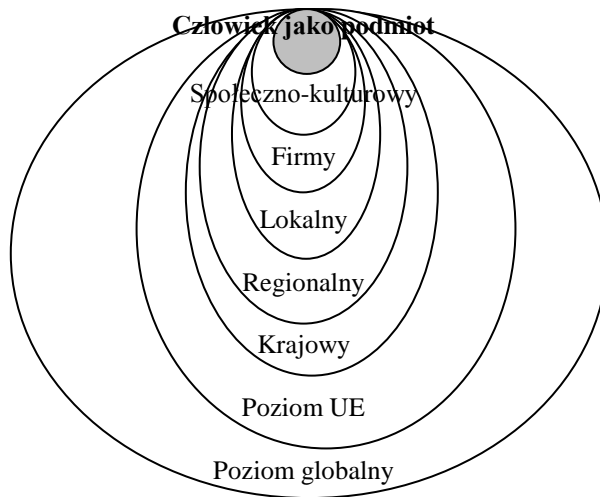 Człowiek jako podmiot
Społeczno-kulturowy
Firmy
Lokalny
Regionalny
Krajowy
Poziom UE
Poziom globalny